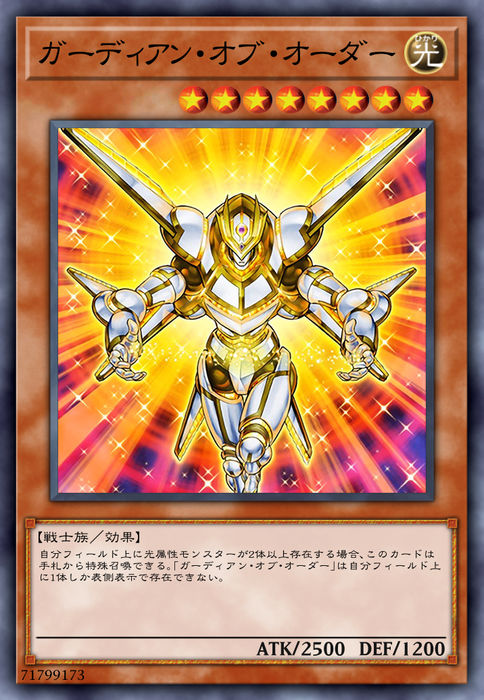 ガーディアン・オブ・オーダー
ひかり
光
【戦士族/効果】
自分フィールド上に光属性モンスターが2体以上存在する場合、このカードは
手札から特殊召喚できる。「ガーディアン・オブ・オーダー」は自分フィールド上
に1体しか表側表示で存在できない。
ATK/2500 DEF/1200
71799173